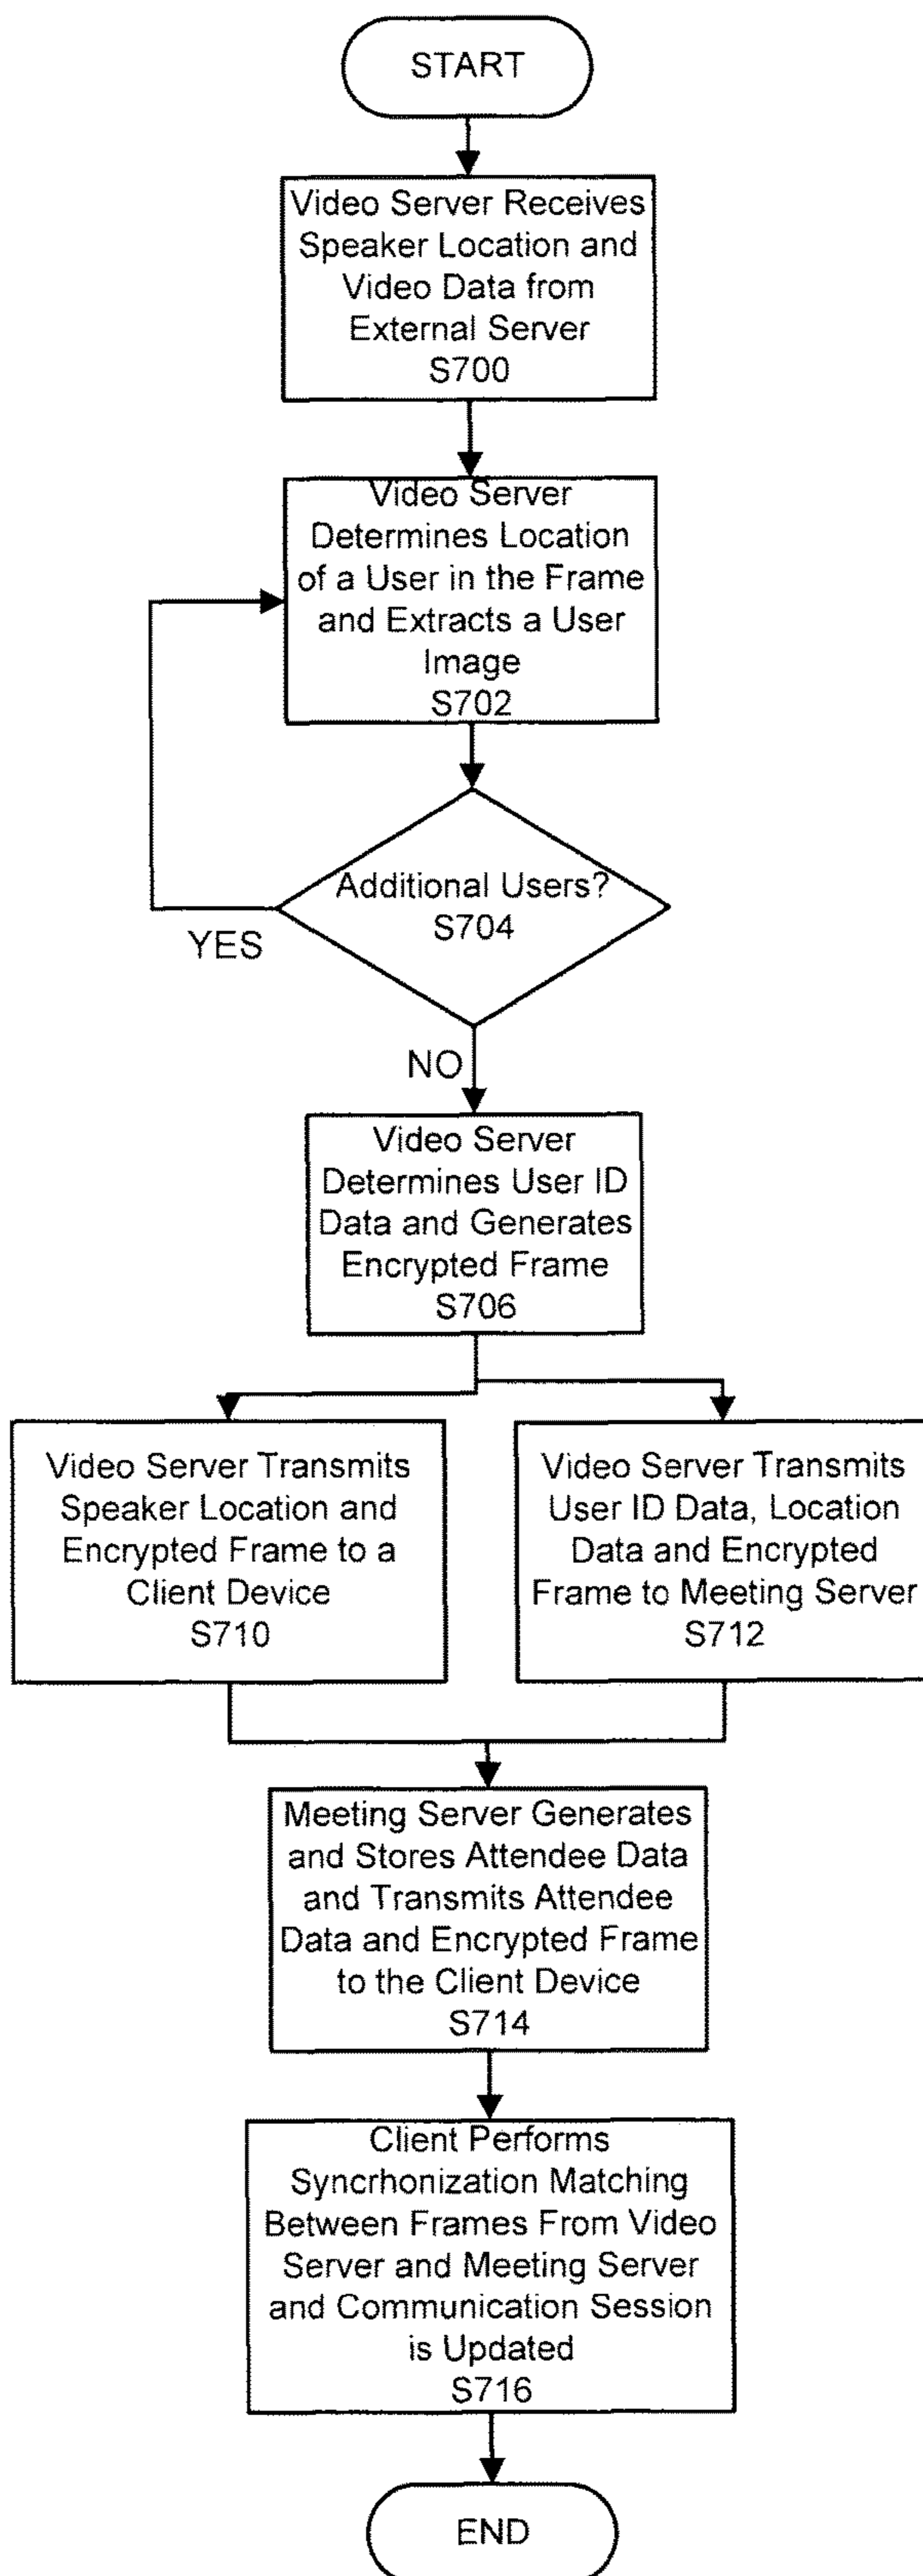 START
Video Server Receives
Speaker Location and
Video Data from
External Server
S700
Video Server
Determines Location
of a User in the Frame
and Extracts a User
Image
S702
Additional Users?
S704
YES
NO
Video Server
Determines User ID
Data and Generates
Encrypted Frame
S706
Video Server Transmits
Speaker Location and
Encrypted Frame to a
Client Device
S710
Video Server Transmits
User ID Data, Location
Data and Encrypted
Frame to Meeting Server
S712
Meeting Server Generates
and Stores Attendee Data
and Transmits Attendee
Data and Encrypted Frame
to the Client Device
S714
Client Performs
Syncrhonization Matching
Between Frames From Video
Server and Meeting Server
and Communication Session
is Updated
S716
END